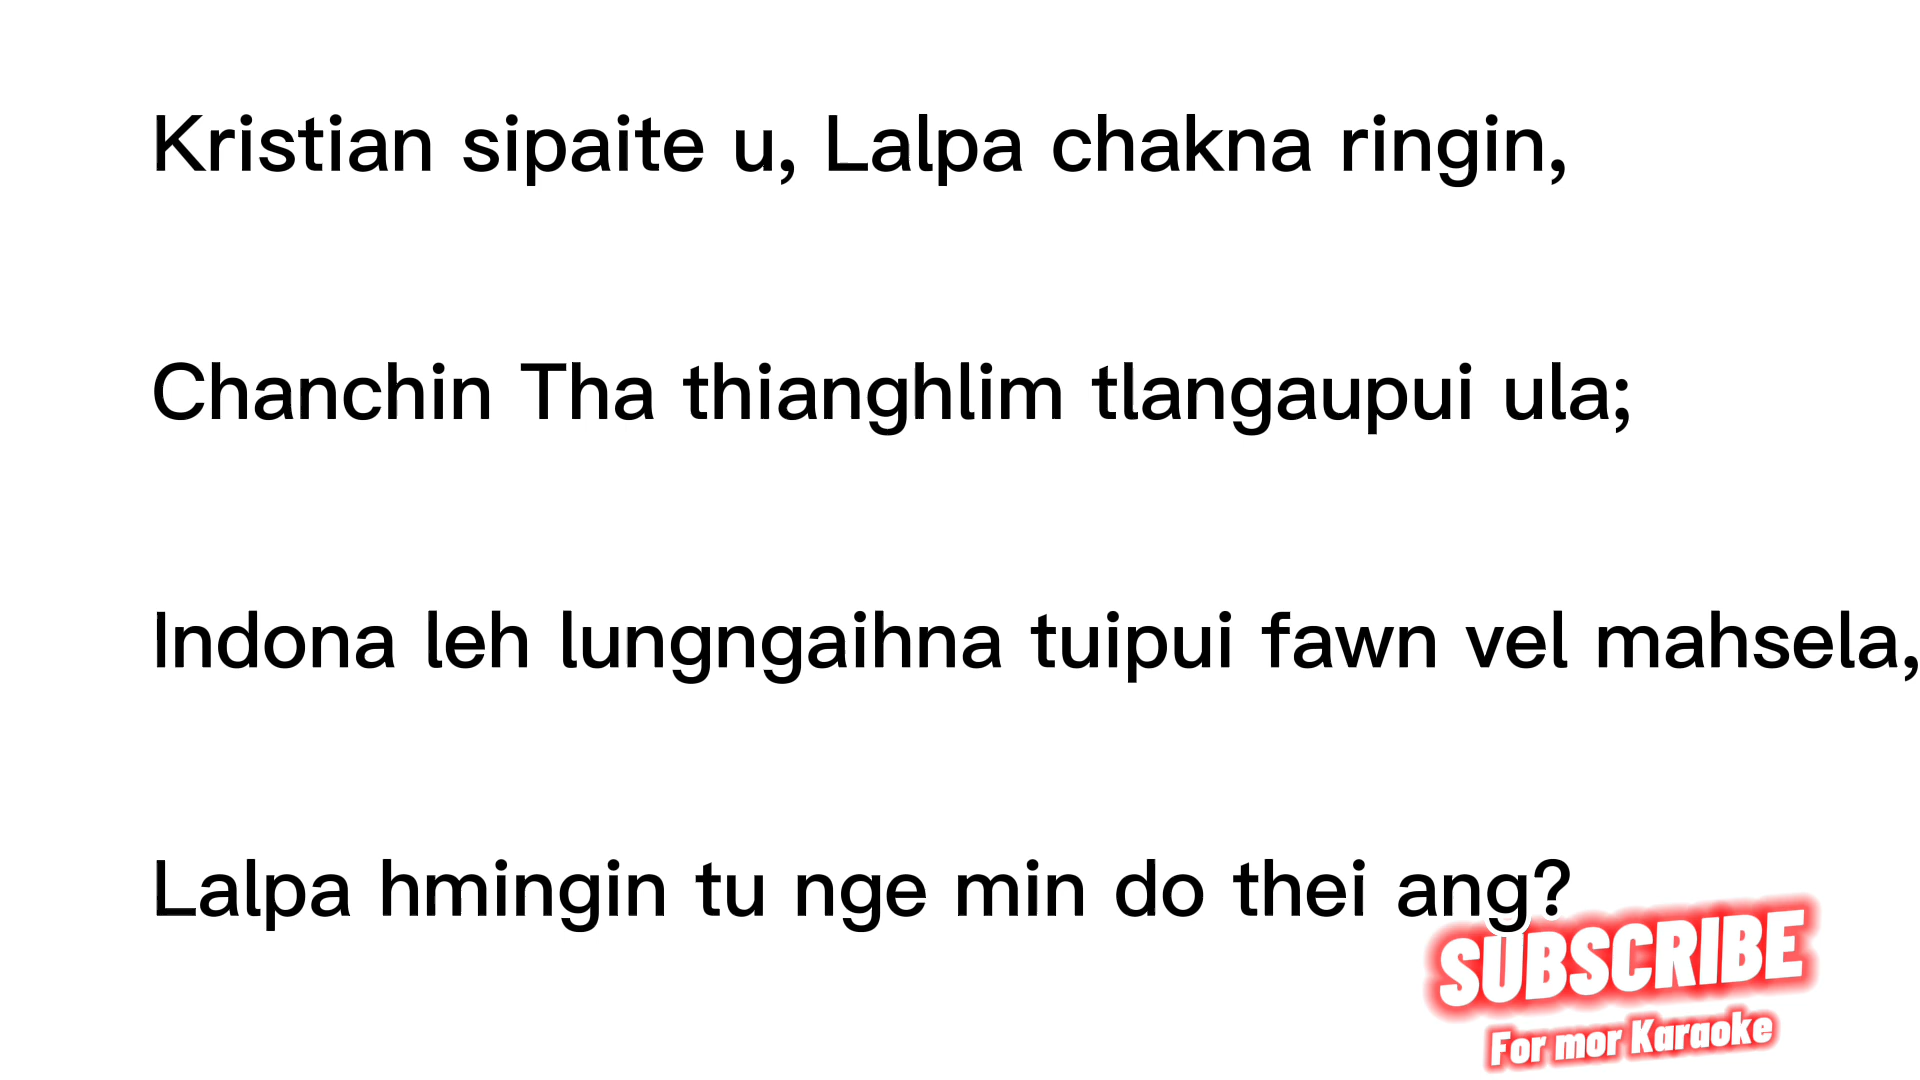 Kristian sipaite u, Lalpa chakna ringin,
Chanchin Tha thianghlim tlangaupui ula;
Indona leh lungngaihna tuipui fawn vel mahsela,
Lalpa hmingin tu nge min do thei ang?
SUBSCRIBE
For mor Karaoke